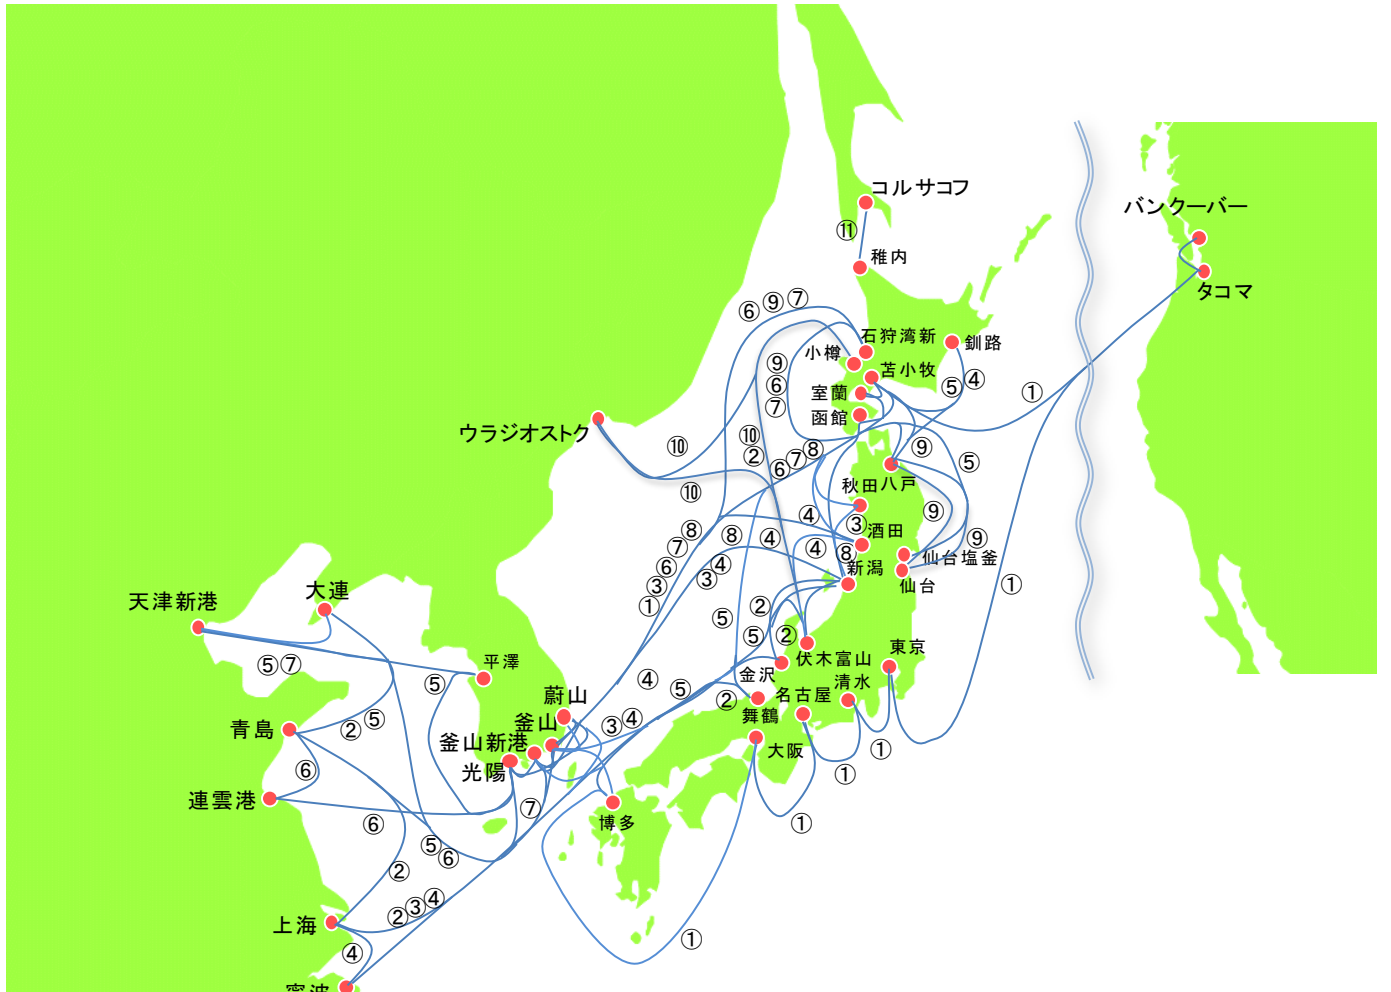 コルサコフ
バンクーバー
⑪
稚内
タコマ
⑥⑨⑦
石狩湾新
釧路
小樽
⑨
苫小牧
⑥
⑤④
①
室蘭
⑦
函館
ウラジオストク
⑩
⑩
②
⑧
⑨
⑥⑦
⑤
⑩
秋田八戸
④
③
⑨
酒田
⑧
⑧
④
④
⑨
⑦
⑧
仙台塩釜
⑥
③④
新潟
仙台
③
①
①
大連
天津新港
②
⑤
⑤
②
伏木富山
東京
⑤⑦
平澤
⑤
④
⑤
金沢
清水
蔚山
②
名古屋
青島
②⑤
釜山
③④
舞鶴
釜山新港
大阪
①
⑥
光陽
①
連雲港
⑦
博多
①
⑥
⑤
⑥
②
②③④
上海
①
④
寧波